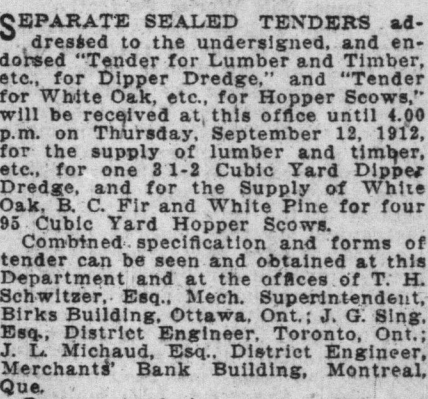 SEPARATE SEALED TENDERS ad-
dressed to the undersigned, and en-
dorsed "Tender for Lumber and Timber,
etc., for Dipper Dredge," and "Tender
for White Oak, etc., for Hopper Scows,"
will be received at this office until 4.00
p.m. on Thursday, September 12, 1912,
for the supply of lumber and timber,
etc., for one 3 1-2 Cubic Yard Dipper
Dredge, and for the Supply of White
Oak, B. C. Fir and White Pine for four
95 Cubic Yard Hopper Scows.
Combined specification and forms of
tender can be seen and obtained at this
Department and at the offices of T. H.
Schwitzer, Esq., Mech. Superintendent,
Birks Building, Ottawa, Ont.; J. G. Sing,
Esq., District Engineer, Toronto, Ont.;
J. L. Michaud, Esq., District Engineer,
Merchants' Bank Building, Montreal,
Que.